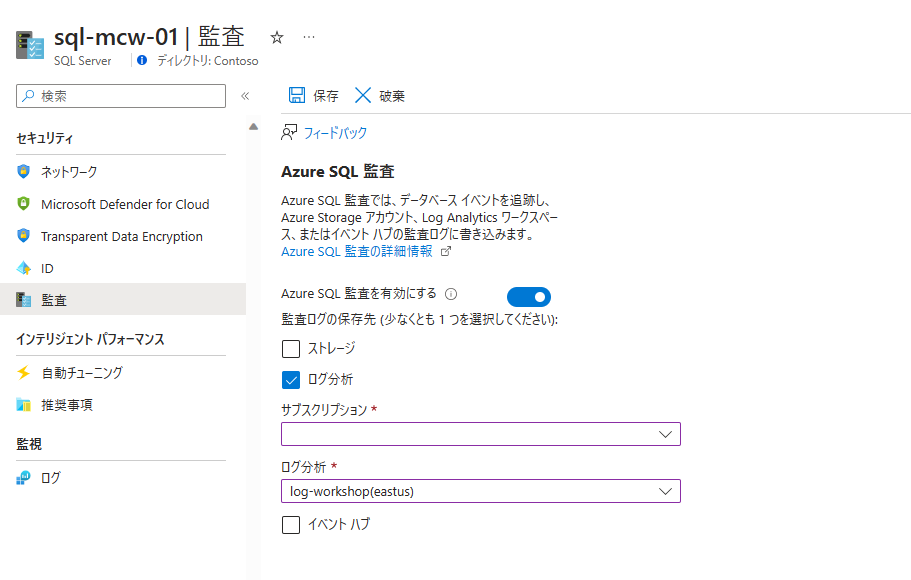 sql-mcw-01 | 監査
SQL Server
ディレクトリ: Contoso
検索
セキュリティ
ネットワーク
Microsoft Defender for Cloud
Transparent Data Encryption
ID
監査
インテリジェント パフォーマンス
自動チューニング
推奨事項
監視
ログ
保存
破棄
フィードバック
Azure SQL 監査
Azure SQL 監査では、データベース イベントを追跡し、
Azure Storage アカウント、Log Analytics ワークスペー
ス、またはイベント ハブの監査ログに書き込みます。
Azure SQL 監査の詳細情報
Azure SQL 監査を有効にする
監査ログの保存先 (少なくとも 1 つを選択してください):
ストレージ
ログ分析
サブスクリプション *
ログ分析 *
log-workshop(eastus)
イベント ハブ